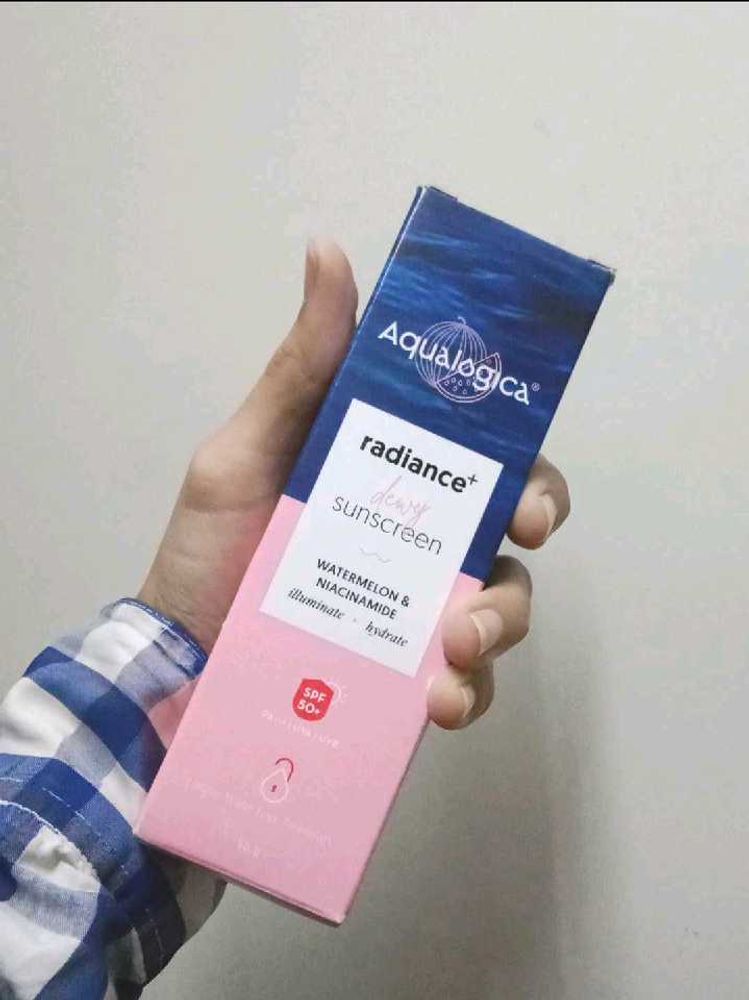 Aqualogica®
radiance+
dewy
sunscreen
WATERMELON &
NIACINAMIDE
illuminate + hydrate
SPF
50+